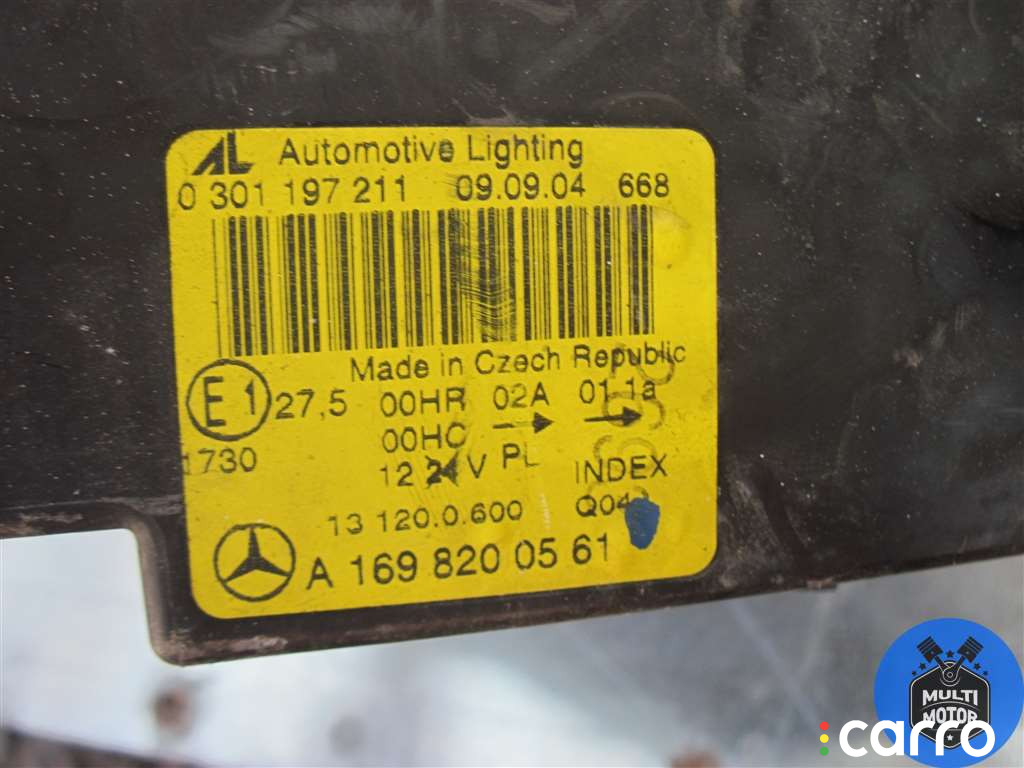 AL Automotive Lighting
0 301 197 211 09.09.04 668
Made in Czech Republic
E1 27,5 00HR 02A 01 1a
00HC
1730 12 24 V PL INDEX
13 120.0.600
A 169 820 05 61
MULTI
MOTOR
carro